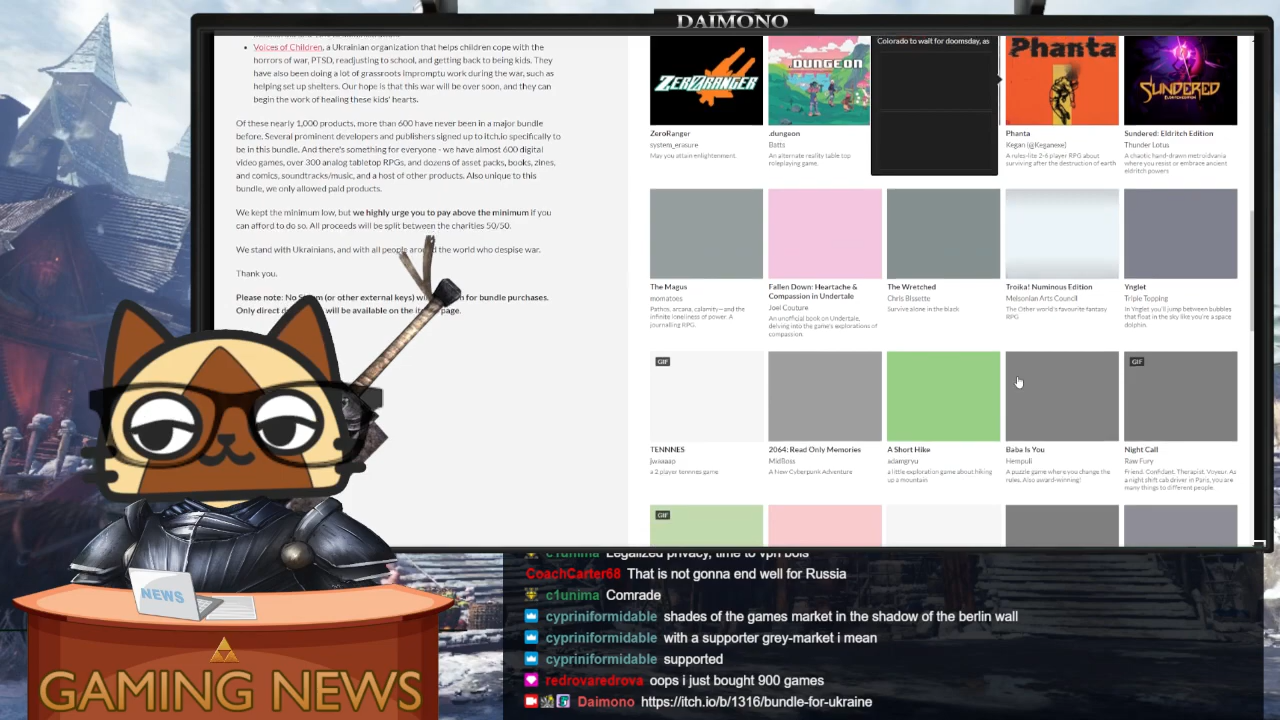 DAIMONO
Voices of Children, a Ukrainian organization that helps children cope with the
horrors of war, PTSD, readjusting to school, and getting back to being kids. They
have also been doing a lot of grassroots impromptu work during the war, such as
helping set up shelters. Our hope is that this war will be over soon, and they can
begin the work of healing these kids' hearts.
Of these nearly 1,000 products, more than 600 have never been in a major bundle
before. Several prominent developers and publishers signed up to itch.io specifically to
be in this bundle. And there's something for everyone - we have almost 600 digital
video games, over 300 analog tabletop RPGs, and dozens of asset packs, books, zines,
and comics, soundtracks/music, and a host of other products. Also unique to this
bundle, we only allowed paid products.
We kept the minimum low, but we highly urge you to pay above the minimum if you
can afford to do so. All proceeds will be split between the charities 50/50.
We stand with Ukrainians, and with all people around the world who despise war.
Thank you.
Please note: No (or other external keys) for bundle purchases.
Only direct will be available on the page.
Colorado to wait for doomsday, as
ZERORANGER
DUNGEON
Phanta
SUNDERED
ZeroRanger
system_erasure
May you attain enlightenment.
.dungeon
Batts
An alternate reality table top
roleplaying game.
Phanta
Kegan (@Keganexe)
A rules-lite 2-6 player RPG about
surviving after the destruction of
earth
Sundered: Eldritch Edition
Thunder Lotus
A chaotic hand-drawn metroidvania
where you resist or embrace ancient
eldritch powers
The Magus
momatoes
Pathos, arcana, calamity—and the
infinite loneliness of power. A
journalling RPG.
Fallen Down: Heartache &
Compassion in Undertale
Joel Couture
An unofficial book on Undertale,
delving into the game's explorations of
compassion.
The Wretched
Chris Bissette
Survive alone in the black
Troika! Numinous Edition
Melsonian Arts Council
The Other world's favourite fantasy
RPG
Ynglet
Triple Topping
In Ynglet you'll jump between bubbles
that float in the sky like you're a space
dolphin.
GIF
GIF
TENNNES
jwaaaap
a 2 player tennnes game
2064: Read Only Memories
MidBoss
A New Cyberpunk Adventure
A Short Hike
adamgryu
a little exploration game about hiking
up a mountain
Baba Is You
Hempuli
A puzzle game where you change the
rules. Also award-winning!
Night Call
Raw Fury
Friend. Confidant. Therapist. Voyeur. As
a night shift cab driver in Paris, you are
many things to different people.
GIF
NEWS
GAMING NEWS
c1unima Legalized privacy, time to vpn bois
CoachCarter68 That is not gonna end well for Russia
c1unima Comrade
cypriniformidable shades of the games market in the shadow of the berlin wall
cypriniformidable with a supporter grey-market i mean
cypriniformidable supported
redrovaredrova oops i just bought 900 games
Daimono https://itch.io/b/1316/bundle-for-ukraine